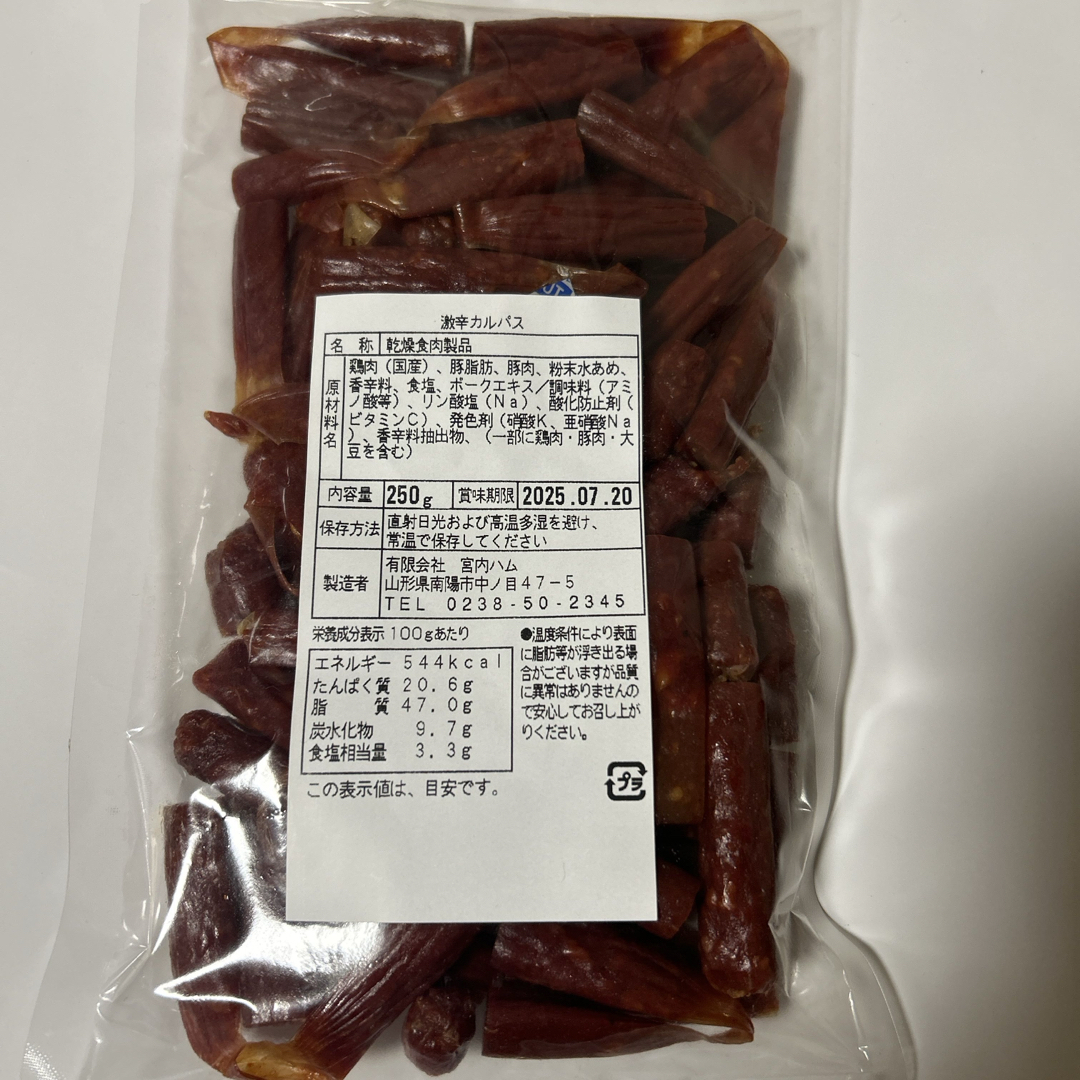 激辛カルパス
名 称 乾燥食肉製品
原材料名
鶏肉(国産)、豚脂肪、豚肉、粉末水あめ、
香辛料、食塩、ポークエキス/調味料(アミ
ノ酸等)、リン酸塩(Na)、酸化防止剤(
ビタミンC)、発色剤(硝酸K、亜硝酸Na
)、香辛料抽出物、(一部に鶏肉・豚肉・大
豆を含む)
内容量 250g 賞味期限 2025.07.20
保存方法
直射日光および高温多湿を避け、
常温で保存してください
製造者
有限会社 宮内ハム
山形県南陽市中ノ目47-5
TEL 0238-50-2345
栄養成分表示 100gあたり
エネルギー 544kcal
たんぱく質 20.6g
脂 質 47.0g
炭水化物 9.7g
食塩相当量 3.3g
この表示値は、目安です。
●温度条件により表面
に脂肪等が浮き出る場
合がございますが品質
に異常はありませんの
で安心してお召し上が
りください。
プラ